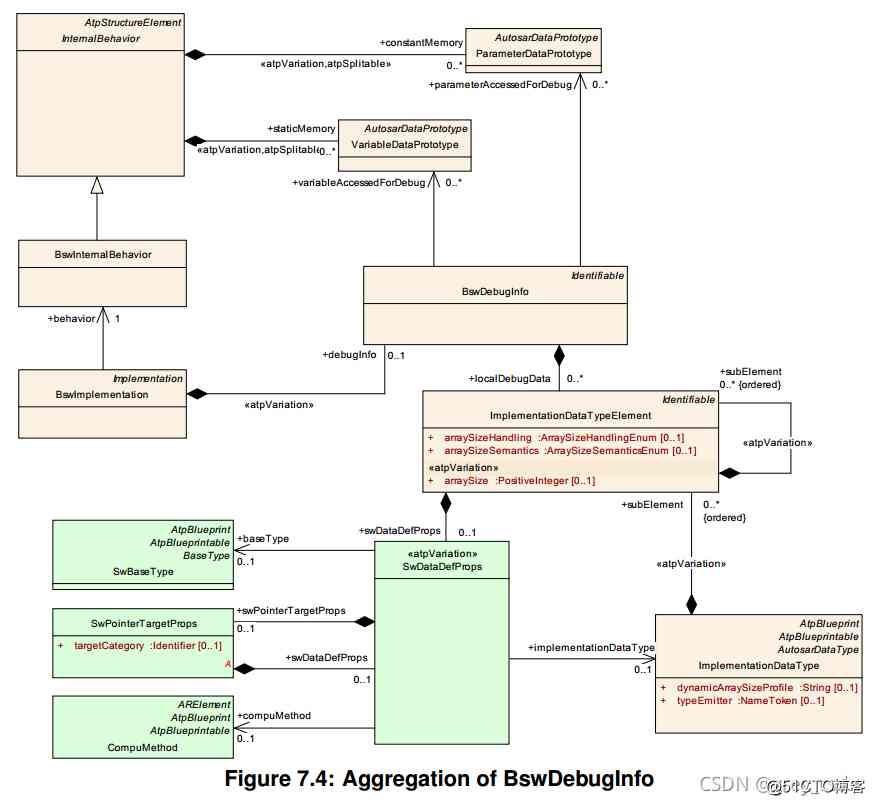 AtpStructureElement
InternalBehavior
+constantMemory
«atpVariation,atpSplitable»
0..*
AutosarDataPrototype
ParameterDataPrototype
+parameterAccessedForDebug
0..*
+staticMemory
«atpVariation,atpSplitable
0..*
AutosarDataPrototype
VariableDataPrototype
+variableAccessedForDebug
0..*
BswInternalBehavior
Identifiable
BswDebugInfo
+behavior
1
+debugInfo
0..1
Implementation
BswImplementation
«atpVariation»
+localDebugData
0..*
+subElement
0..* {ordered}
Identifiable
ImplementationDataTypeElement
+ arraySizeHandling :ArraySizeHandlingEnum [0..1]
+ arraySizeSemantics :ArraySizeSemanticsEnum [0..1]
«atpVariation»
+ arraySize :PositiveInteger [0..1]
«atpVariation»
+subElement
0..*
{ordered}
+swDataDefProps
0..1
AtpBlueprint
AtpBlueprintable
BaseType
SwBaseType
+baseType
0..1
«atpVariation»
SwDataDefProps
«atpVariation»
SwPointerTargetProps
+ targetCategory :Identifier [0..1]
A
+swPointerTargetProps
0..1
+swDataDefProps
0..1
+implementationDataType
0..1
AtpBlueprint
AtpBlueprintable
AutosarDataType
ImplementationDataType
+ dynamicArraySizeProfile :String [0..1]
+ typeEmitter :NameToken [0..1]
ARElement
AtpBlueprint
AtpBlueprintable
CompuMethod
+compuMethod
0..1
Figure 7.4: Aggregation of BswDebugInfo
CSDN
@51CTO博客